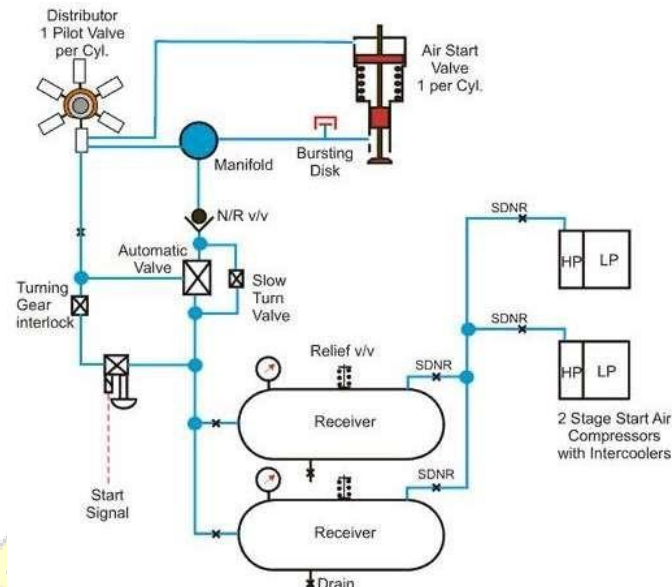 Distributor
1 Pilot Valve
per Cyl.
Air Start
Valve
1 per Cyl.
Manifold
Bursting
Disk
N/R v/v
Automatic
Valve
Slow
Turn
Valve
Turning
Gear
interlock
Start
Signal
SDNR
HP
LP
SDNR
HP
LP
2 Stage Start Air
Compressors
with Intercoolers
Relief v/v
SDNR
Receiver
SDNR
Receiver
Drain